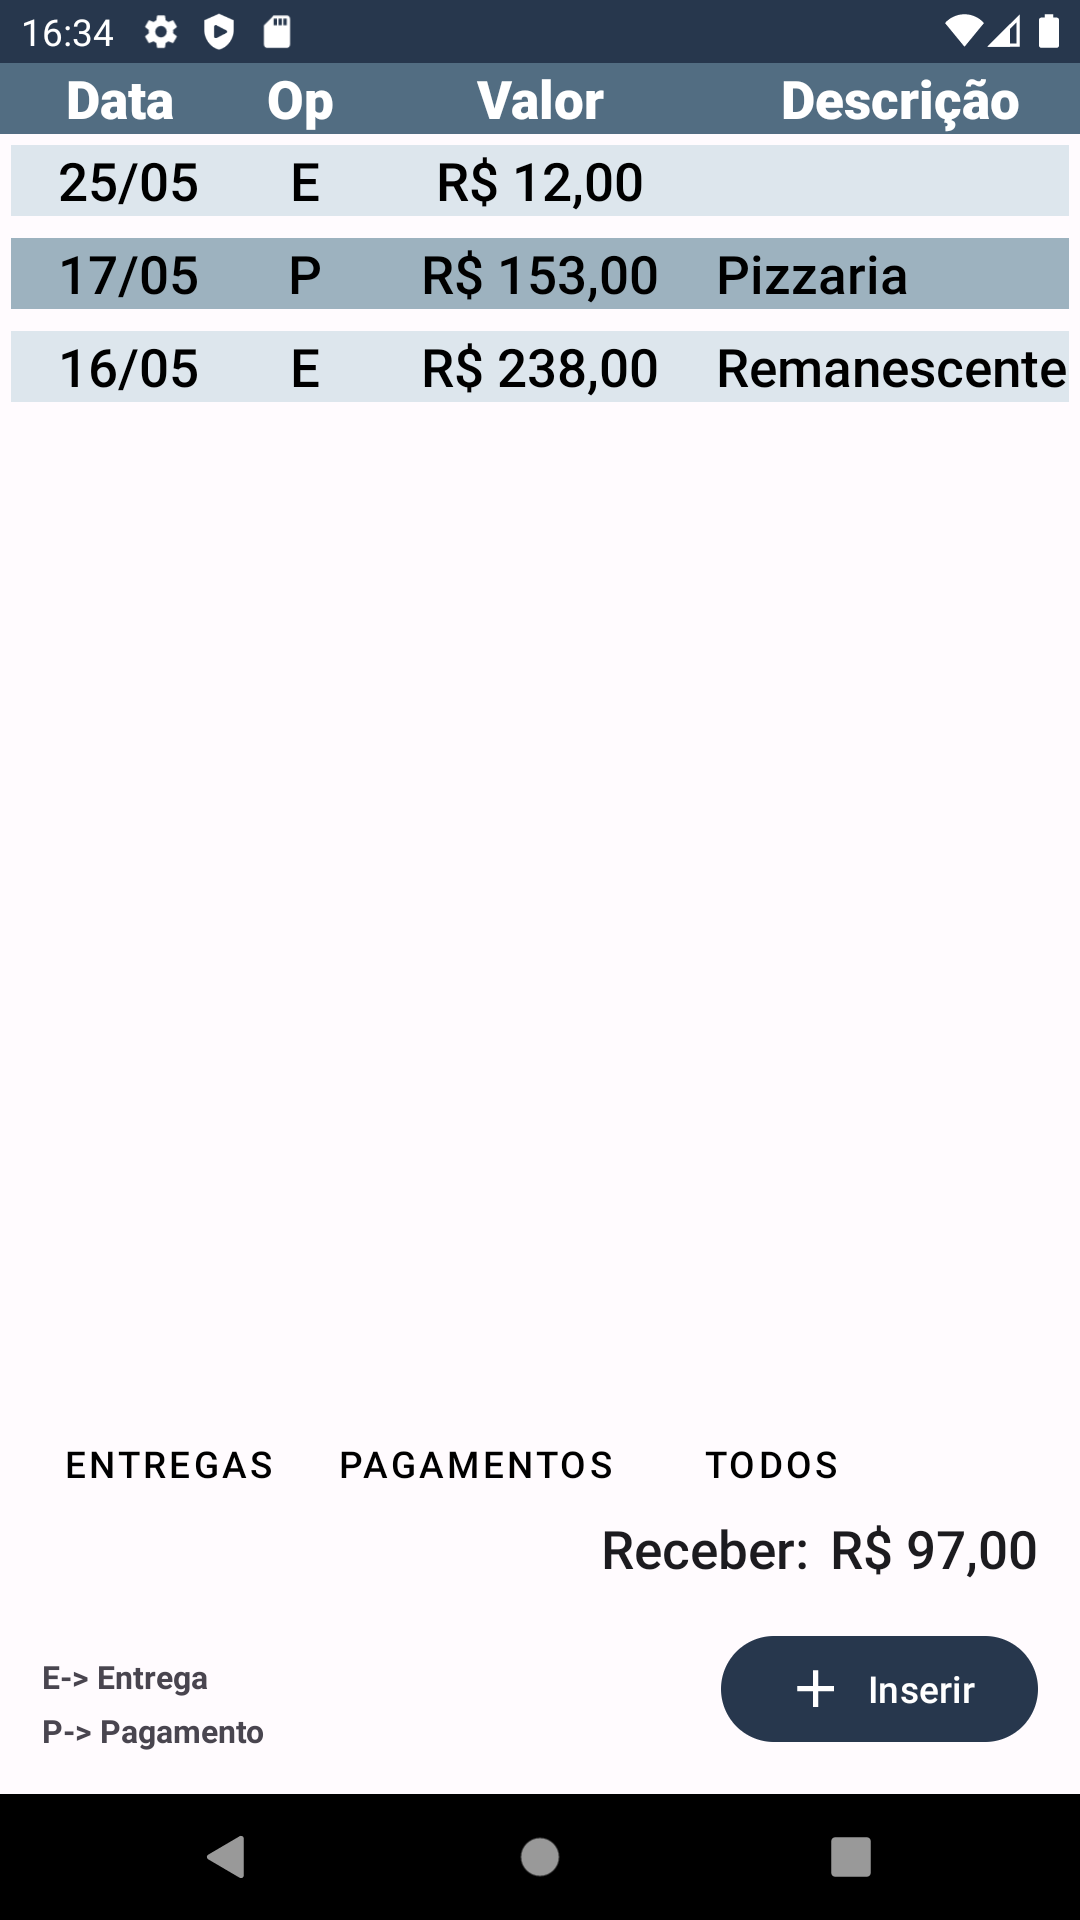 16:34
Data Op Valor Descrição
25/05 E R$ 12,00
17/05 P R$ 153,00 Pizzaria
16/05 E R$ 238,00 Remanescente
ENTREGAS PAGAMENTOS TODOS
Receber: R$ 97,00
E-> Entrega
P-> Pagamento
Inserir